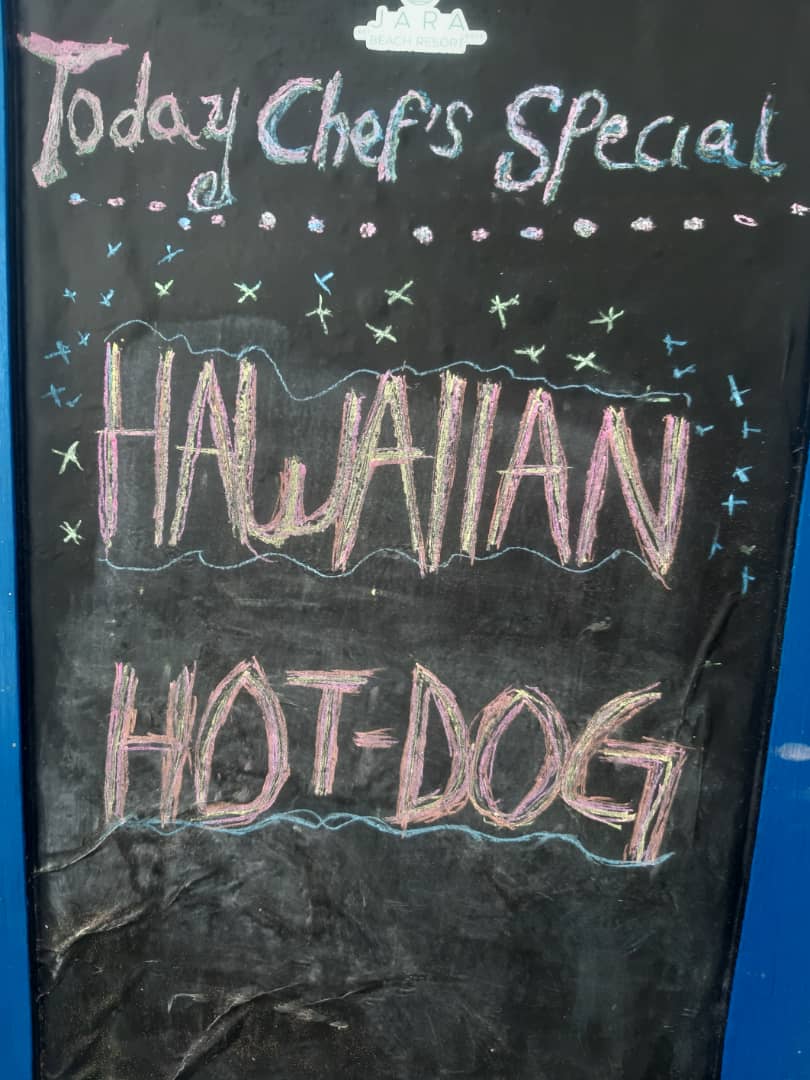 JARA
BEACH RESORT
Today Chef's Special
HAWAIIAN
HOT-DOG